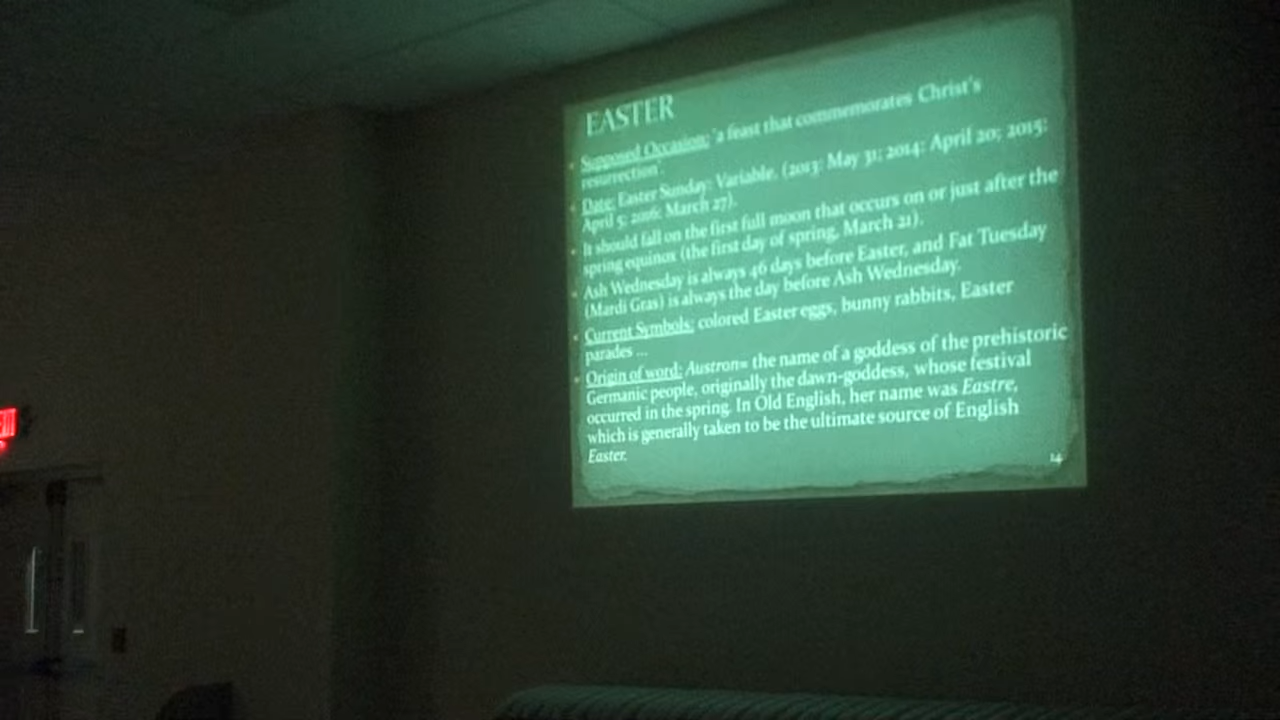 EASTER
Supposed Occasion: 'a feast that commemorates Christ's
resurrection'.
Date: Easter Sunday: Variable. (2013: May 31; 2014: April 20; 2015:
April 5; 2016: March 27).
It should fall on the first full moon that occurs on or just after the
spring equinox (the first day of spring, March 21).
Ash Wednesday is always 46 days before Easter, and Fat Tuesday
(Mardi Gras) is always the day before Ash Wednesday.
Current Symbols: colored Easter eggs, bunny rabbits, Easter
parades ...
Origin of word: Austron= the name of a goddess of the prehistoric
Germanic people, originally the dawn-goddess, whose festival
occurred in the spring. In Old English, her name was Eastre,
which is generally taken to be the ultimate source of English
Easter.
14